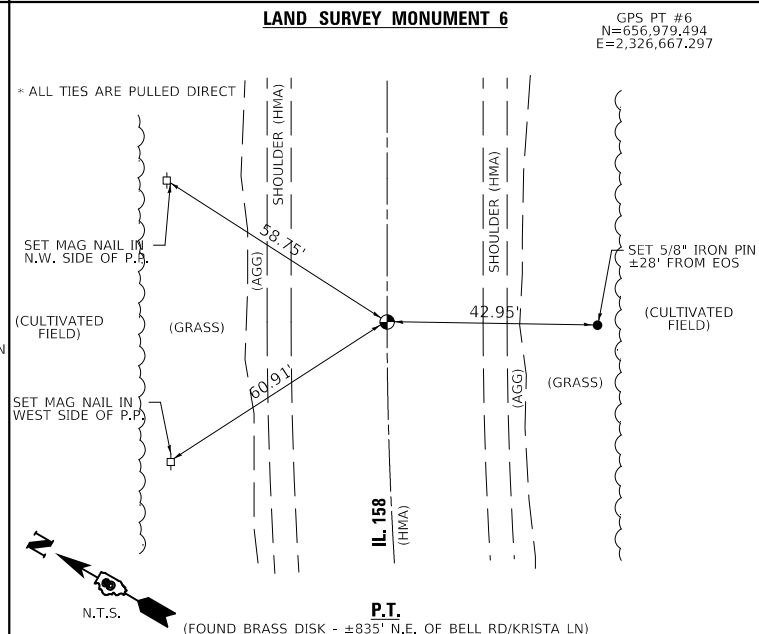 LAND SURVEY MONUMENT 6
GPS PT #6
N=656,979.494
E=2,326,667.297
* ALL TIES ARE PULLED DIRECT
SHOULDER (HMA)
SHOULDER (HMA)
SET MAG NAIL IN
N.W. SIDE OF P.P.
58.75'
(AGG)
SET 5/8" IRON PIN
±28' FROM EOS
42.95'
(CULTIVATED
FIELD)
(GRASS)
(CULTIVATED
FIELD)
N
60.91'
(AGG)
(GRASS)
SET MAG NAIL IN
WEST SIDE OF P.P.
IL. 158
(HMA)
N
N.T.S.
P.T.
(FOUND BRASS DISK - ±835' N.E. OF BELL RD/KRISTA LN)